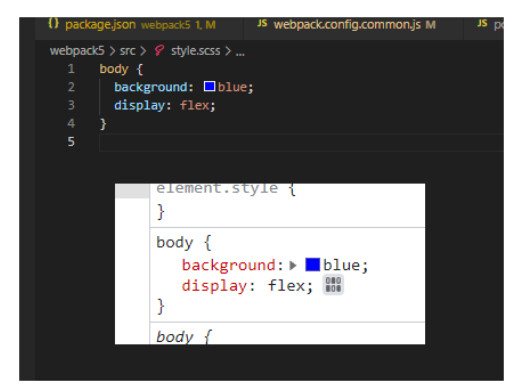 {} package.json webpack5 1, M JS webpack.config.common.js M JS po
webpack5 > src > style.scss > ...
1 body {
2 background: blue;
3 display: flex;
4 }
5
element.style {
}
body {
background: blue;
display: flex;
}
body {